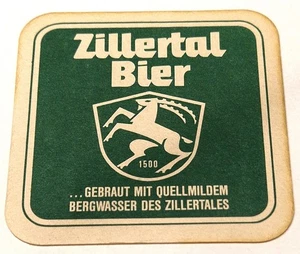 Zillertal
Bier
1500
...GEBRAUT MIT QUELLMILDEM
BERGWASSER DES ZILLERTALES